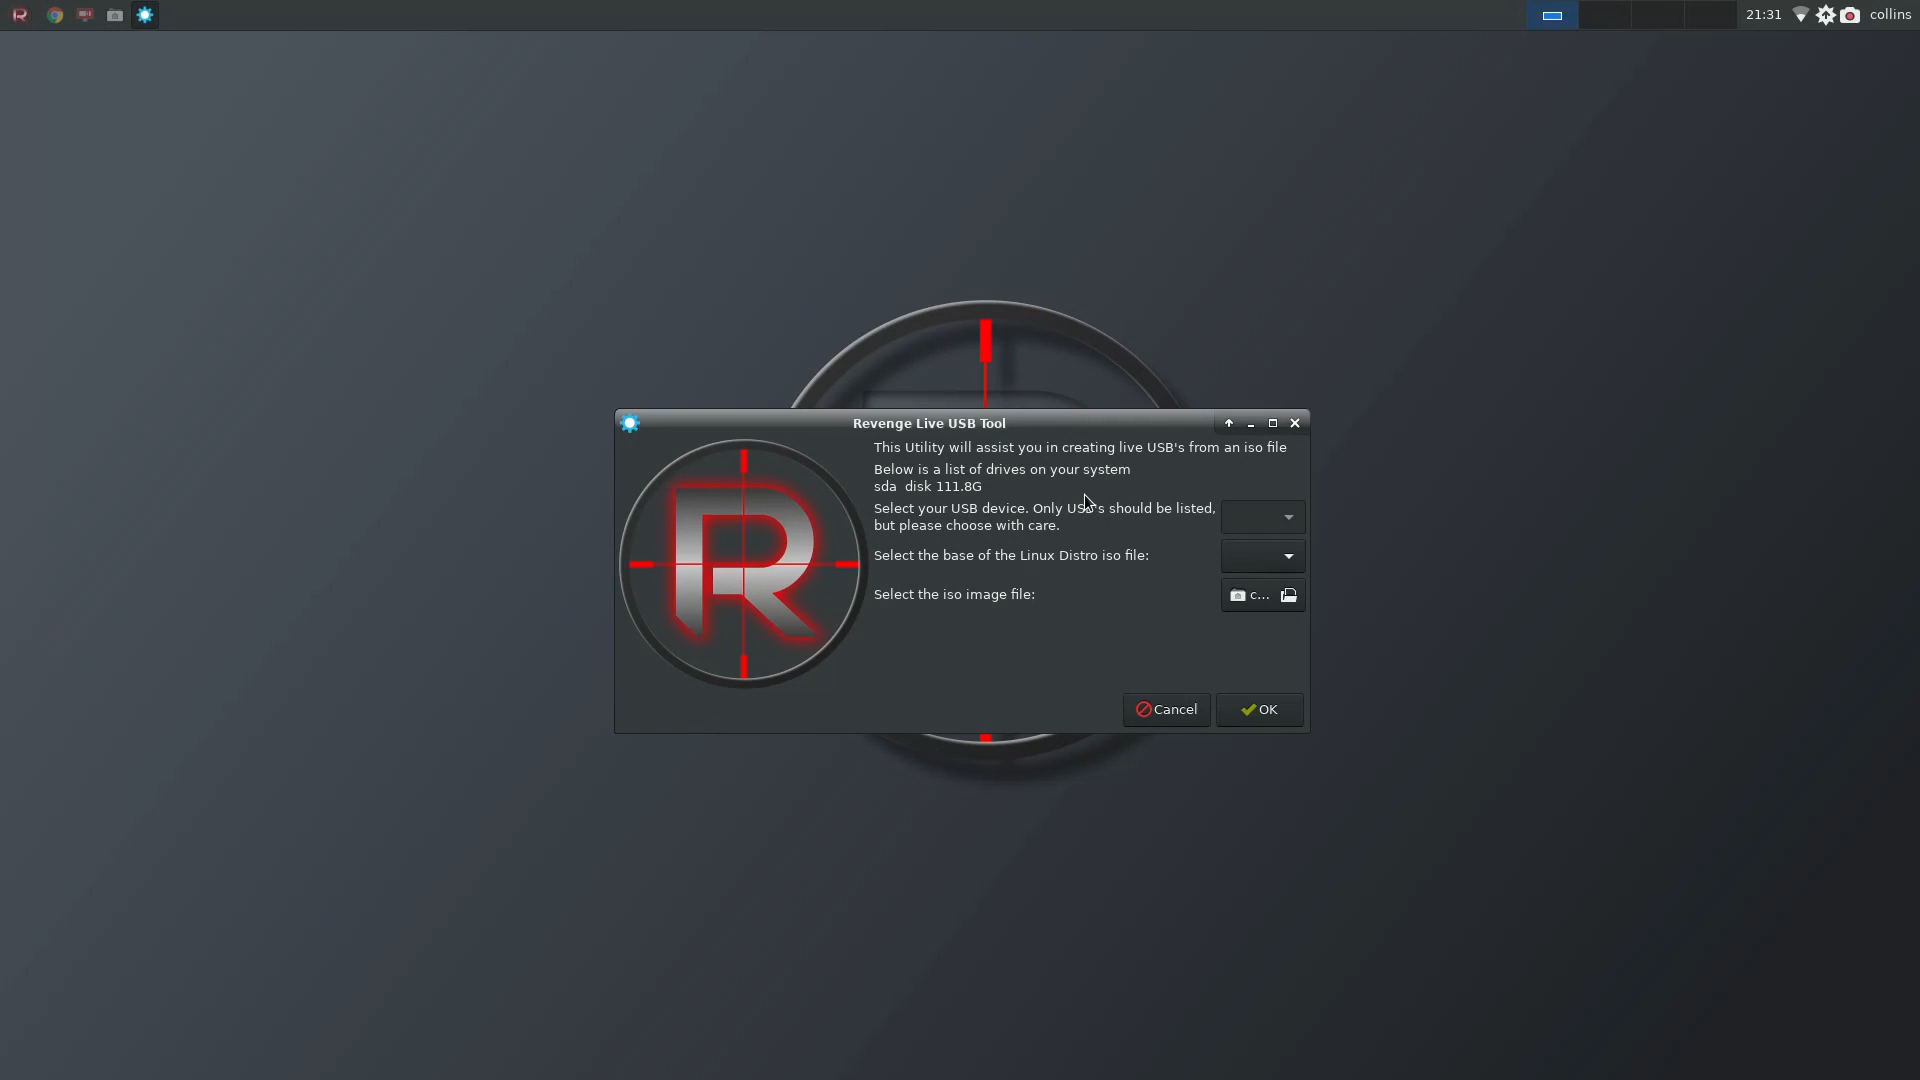 21:31 collins
Revenge Live USB Tool
This Utility will assist you in creating live USB's from an iso file
Below is a list of drives on your system
sda disk 111.8G
Select your USB device. Only USB's should be listed,
but please choose with care.
Select the base of the Linux Distro iso file:
Select the iso image file: c...
R
Cancel OK